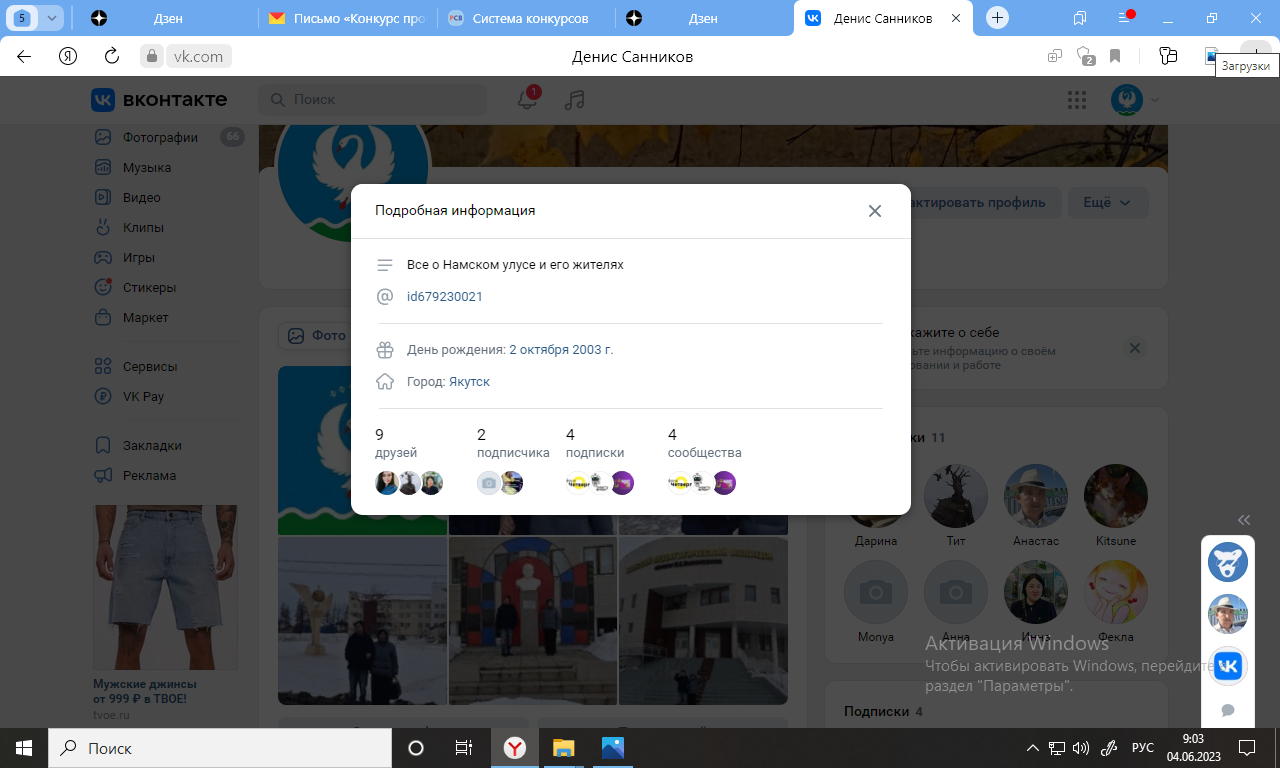 5
Дзен
Письмо «Конкурс про
РСВ
Система конкурсов
Дзен
Денис Санников
vk.com
Денис Санников
2
Загрузки
вконтакте
Поиск
1
Фотографии 66
Музыка
Видео
Клипы
Игры
Стикеры
Маркет
Сервисы
VK Pay
Закладки
Реклама
Мужские джинсы
от 999 ₽ в ТВОЕ!
tvoe.ru
актировать профиль
Ещё
Подробная информация
Все о Намском улусе и его жителях
id679230021
День рождения: 2 октября 2003 г.
Город: Якутск
9
друзей
2
подписчика
4
подписки
4
сообщества
Фото
кажите о себе
ьте информацию о своём
овании и работе
ки 11
Дарина
Тит
Анастас
Kitsune
Monya
Анна
Инна
Фекла
Подписки 4
Активация Windows
Чтобы активировать Windows, перейдите в
раздел "Параметры".
Поиск
РУС
9:03
04.06.2023